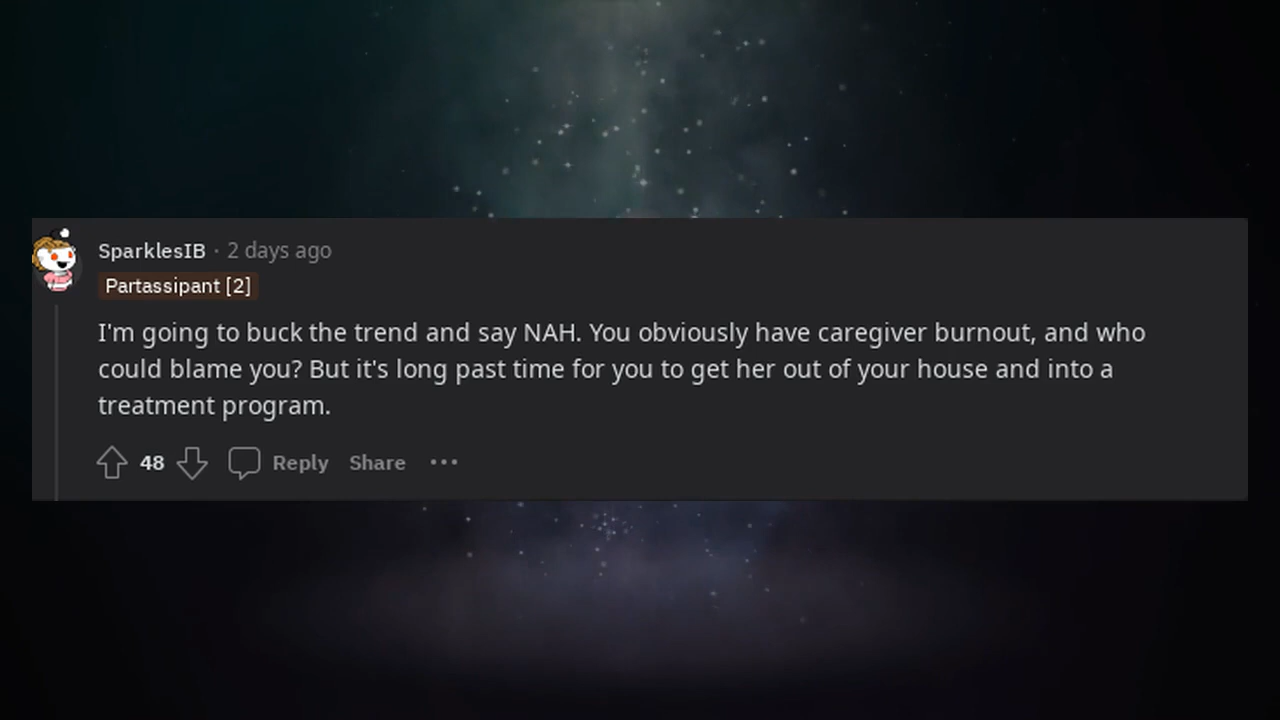 SparklesIB · 2 days ago
Partassipant [2]
I'm going to buck the trend and say NAH. You obviously have caregiver burnout, and who
could blame you? But it's long past time for you to get her out of your house and into a
treatment program.
48 Reply Share ···